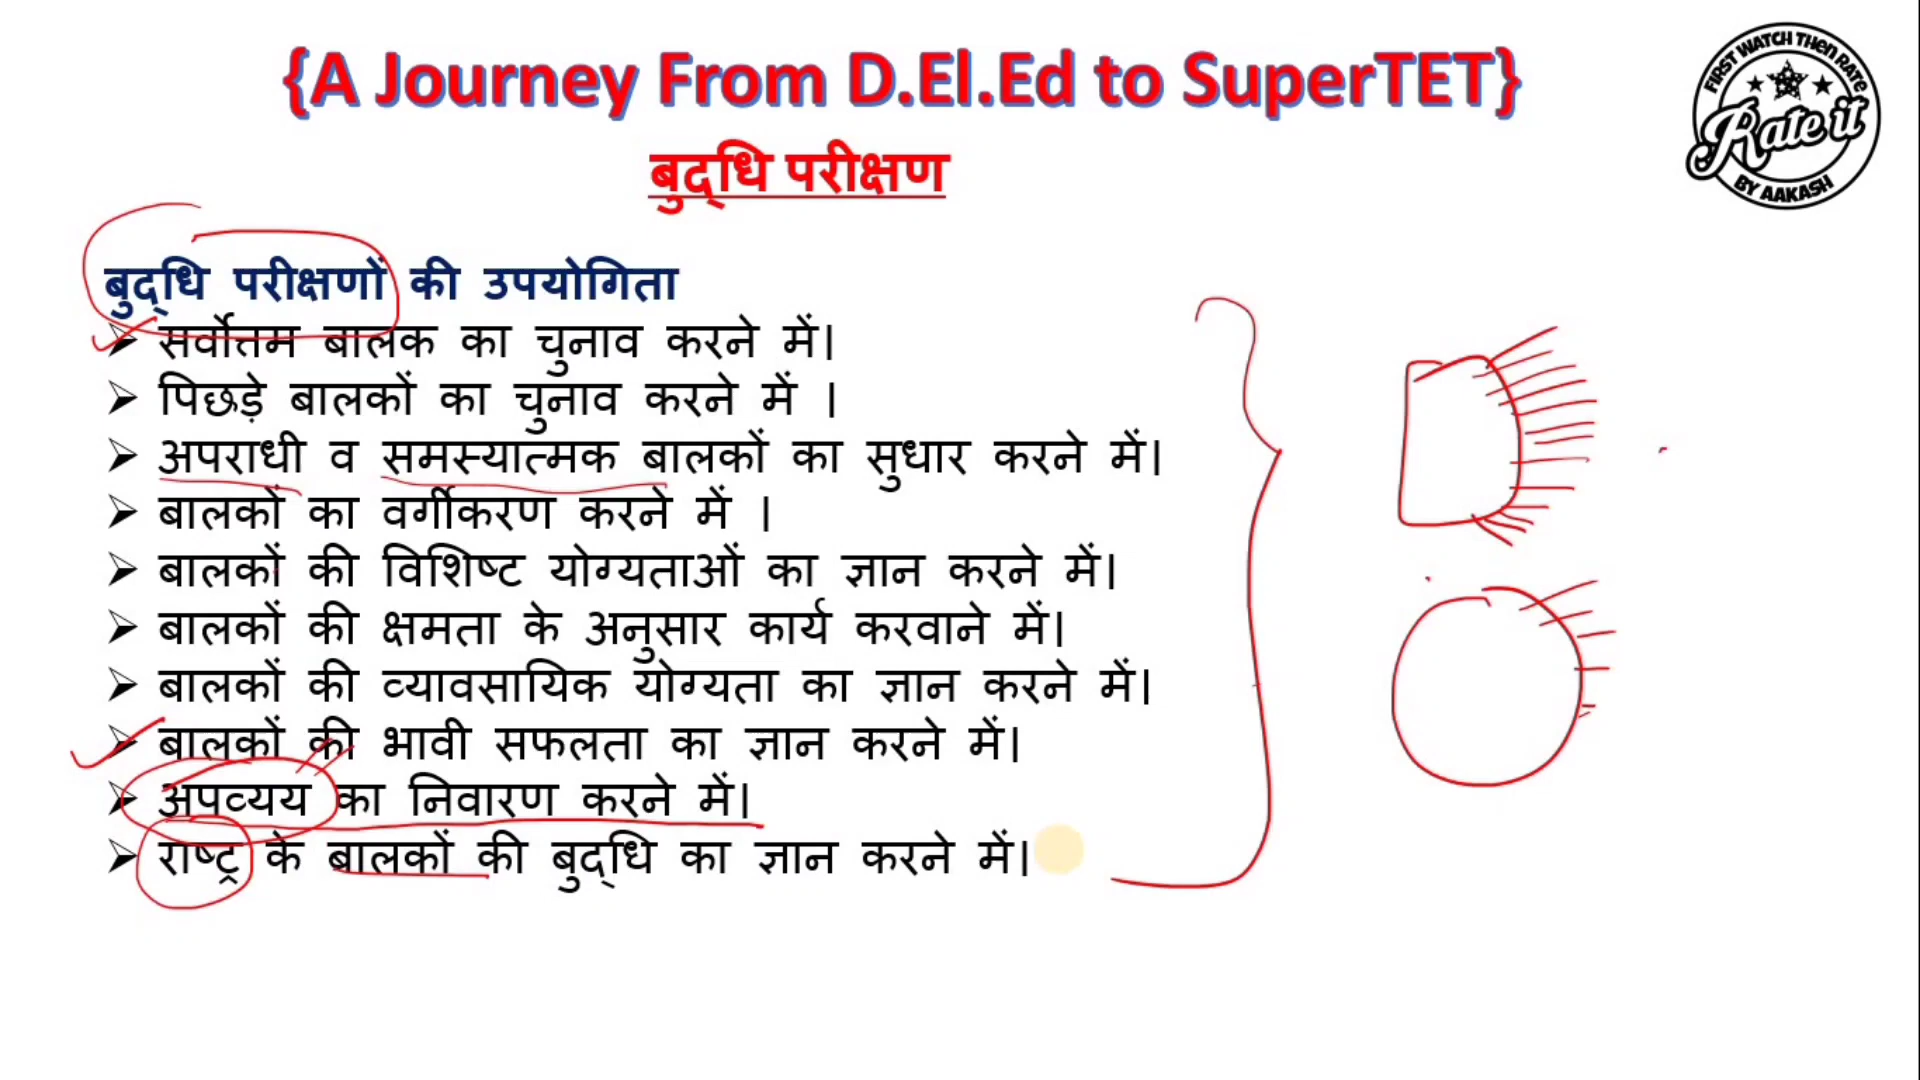 {A Journey From D.El.Ed to SuperTET}
FIRST WATCH THEN RATE
Rate it
BY AAKASH
बुद्धि परीक्षण
बुद्धि परीक्षणों की उपयोगिता
➢ सर्वोत्तम बालक का चुनाव करने में।
➢ पिछड़े बालकों का चुनाव करने में ।
➢ अपराधी व समस्यात्मक बालकों का सुधार करने में।
➢ बालकों का वर्गीकरण करने में ।
➢ बालकों की विशिष्ट योग्यताओं का ज्ञान करने में।
➢ बालकों की क्षमता के अनुसार कार्य करवाने में।
➢ बालकों की व्यावसायिक योग्यता का ज्ञान करने में।
➢ बालकों की भावी सफलता का ज्ञान करने में।
➢ अपव्यय का निवारण करने में।
➢ राष्ट्र के बालकों की बुद्धि का ज्ञान करने में।